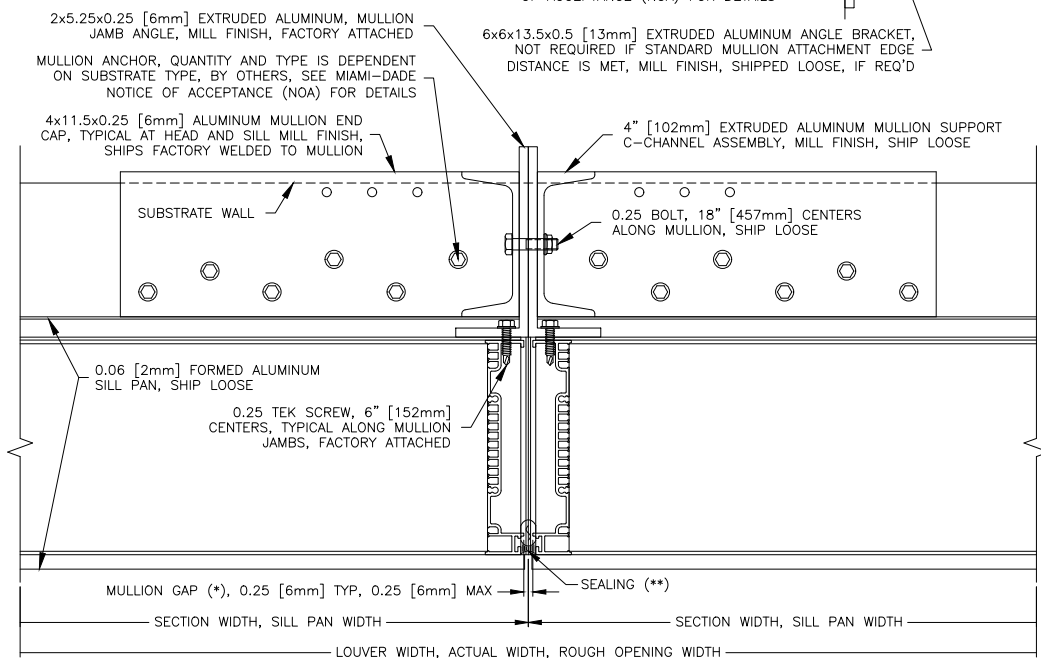 2x5.25x0.25 [6mm] EXTRUDED ALUMINUM, MULLION
JAMB ANGLE, MILL FINISH, FACTORY ATTACHED
MULLION ANCHOR, QUANTITY AND TYPE IS DEPENDENT
ON SUBSTRATE TYPE, BY OTHERS, SEE MIAMI-DADE
NOTICE OF ACCEPTANCE (NOA) FOR DETAILS
4x11.5x0.25 [6mm] ALUMINUM MULLION END
CAP, TYPICAL AT HEAD AND SILL MILL FINISH,
SHIPS FACTORY WELDED TO MULLION
OF ACCEPTANCE (NOA) FOR DETAILS
6x6x13.5x0.5 [13mm] EXTRUDED ALUMINUM ANGLE BRACKET,
NOT REQUIRED IF STANDARD MULLION ATTACHMENT EDGE
DISTANCE IS MET, MILL FINISH, SHIPPED LOOSE, IF REQ'D
4" [102mm] EXTRUDED ALUMINUM MULLION SUPPORT
C-CHANNEL ASSEMBLY, MILL FINISH, SHIP LOOSE
SUBSTRATE WALL
0.25 BOLT, 18" [457mm] CENTERS
ALONG MULLION, SHIP LOOSE
0.06 [2mm] FORMED ALUMINUM
SILL PAN, SHIP LOOSE
0.25 TEK SCREW, 6" [152mm]
CENTERS, TYPICAL ALONG MULLION
JAMBS, FACTORY ATTACHED
MULLION GAP (*), 0.25 [6mm] TYP, 0.25 [6mm] MAX
SEALING (**)
SECTION WIDTH, SILL PAN WIDTH
SECTION WIDTH, SILL PAN WIDTH
LOUVER WIDTH, ACTUAL WIDTH, ROUGH OPENING WIDTH